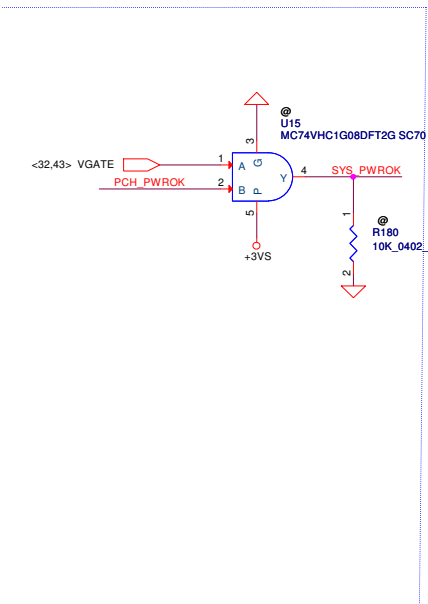 @
U15
MC74VHC1G08DFT2G SC70
3
<32,43> VGATE
1
A
G
PCH_PWROK
2
B
P
Y
4
SYS_PWROK
5
+3VS
1
@
R180
10K_0402_
2